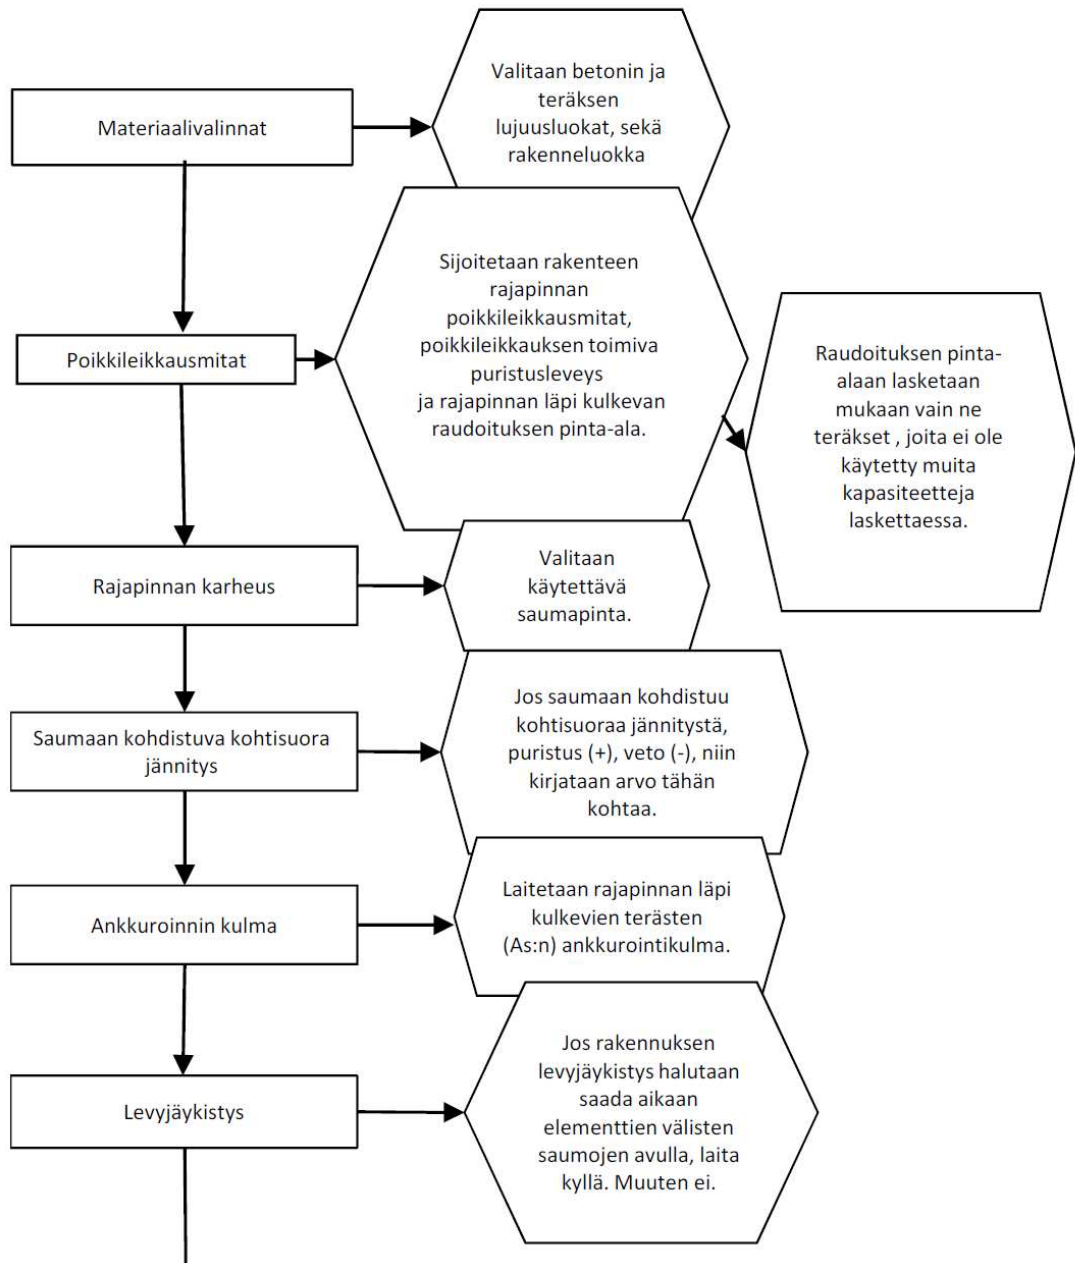 Materiaalivalinnat
Valitaan betonin ja
teräksen
lujuusluokat, sekä
rakenneluokka
Poikkileikkausmitat
Sijoitetaan rakenteen
rajapinnan
poikkileikkausmitat,
poikkileikkauksen toimiva
puristusleveys
ja rajapinnan läpi kulkevan
raudoituksen pinta-ala.
Raudoituksen pinta-
alaan lasketaan
mukaan vain ne
teräkset , joita ei ole
käytetty muita
kapasiteetteja
laskettaessa.
Rajapinnan karheus
Valitaan
käytettävä
saumapinta.
Saumaan kohdistuva kohtisuora
jännitys
Jos saumaan kohdistuu
kohtisuoraa jännitystä,
puristus (+), veto (-), niin
kirjataan arvo tähän
kohtaa.
Ankkuroinnin kulma
Laitetaan rajapinnan läpi
kulkevien terästen
(As:n) ankkurointikulma.
Levyjäykistys
Jos rakennuksen
levyjäykistys halutaan
saada aikaan
elementtien välisten
saumojen avulla, laita
kyllä. Muuten ei.